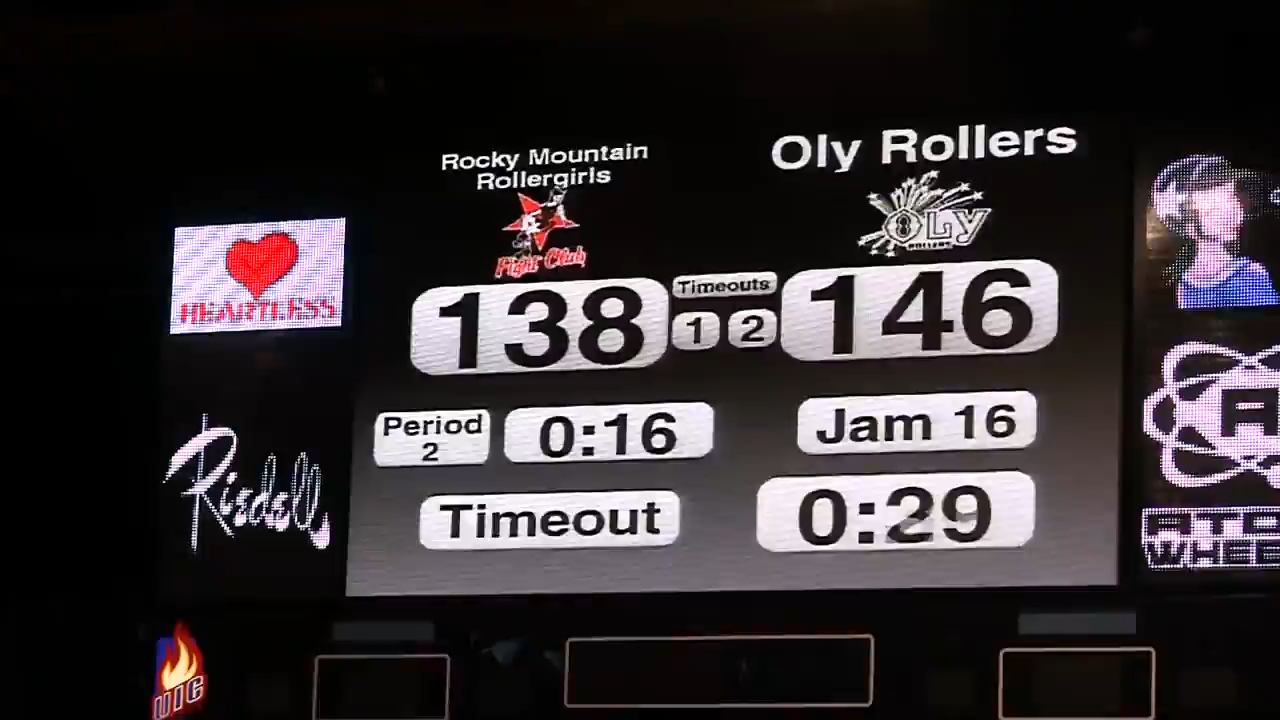 Rocky Mountain
Rollergirls
Oly Rollers
Fight Club
OLY
ROLLERS
HEARTLESS
138
Timeouts
1 2
146
Period
2
0:16
Jam 16
Riedell
Timeout
0:29
UIC